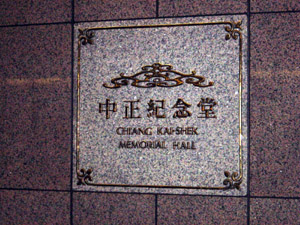 中正紀念堂
CHIANG KAI-SHEK
MEMORIAL HALL